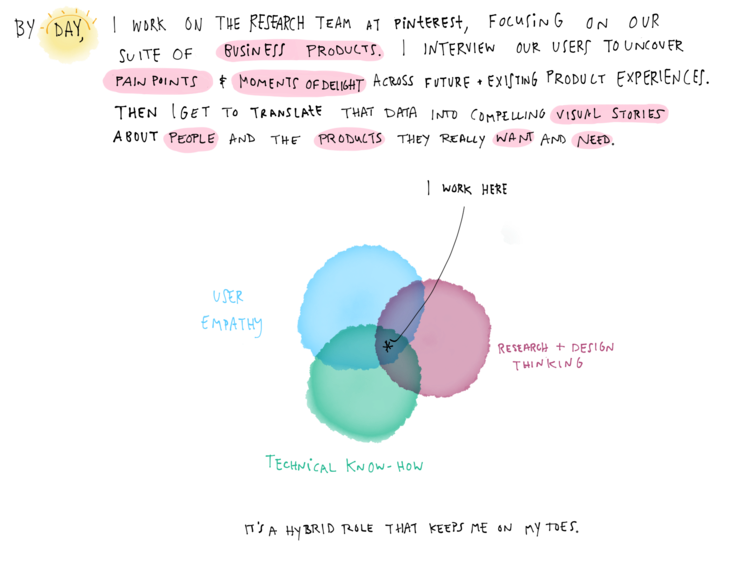 BY DAY, I WORK ON THE RESEARCH TEAM AT PINTEREST, FOCUSING ON OUR
SUITE OF BUSINESS PRODUCTS. I INTERVIEW OUR USERS TO UNCOVER
PAIN POINTS & MOMENTS OF DELIGHT ACROSS FUTURE + EXISTING PRODUCT EXPERIENCES.
THEN I GET TO TRANSLATE THAT DATA INTO COMPELLING VISUAL STORIES
ABOUT PEOPLE AND THE PRODUCTS THEY REALLY WANT AND NEED.
I WORK HERE
USER
EMPATHY
RESEARCH + DESIGN
THINKING
TECHNICAL KNOW-HOW
IT'S A HYBRID ROLE THAT KEEPS ME ON MY TOES.